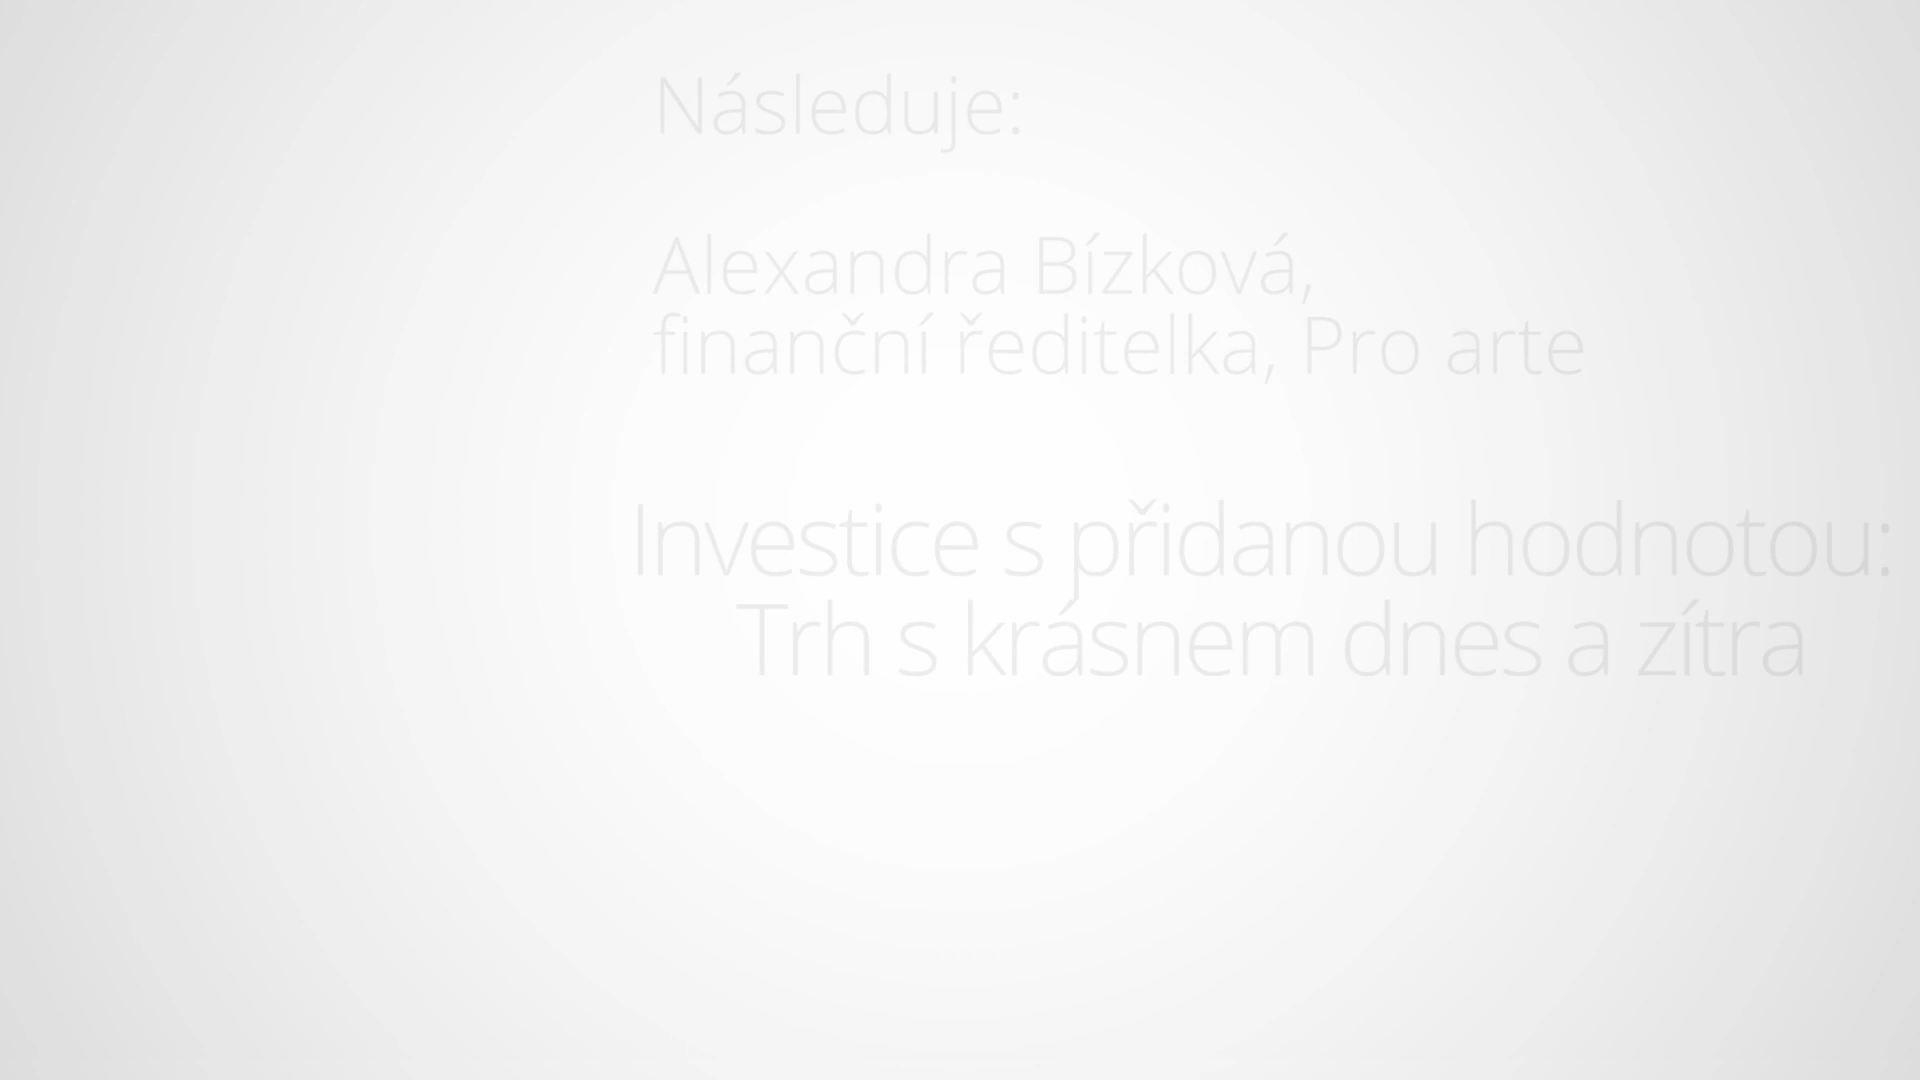 Následuje:
Alexandra Bízková,
finanční ředitelka, Pro arte
Investice s přidanou hodnotou:
Trh s krásnem dnes a zítra